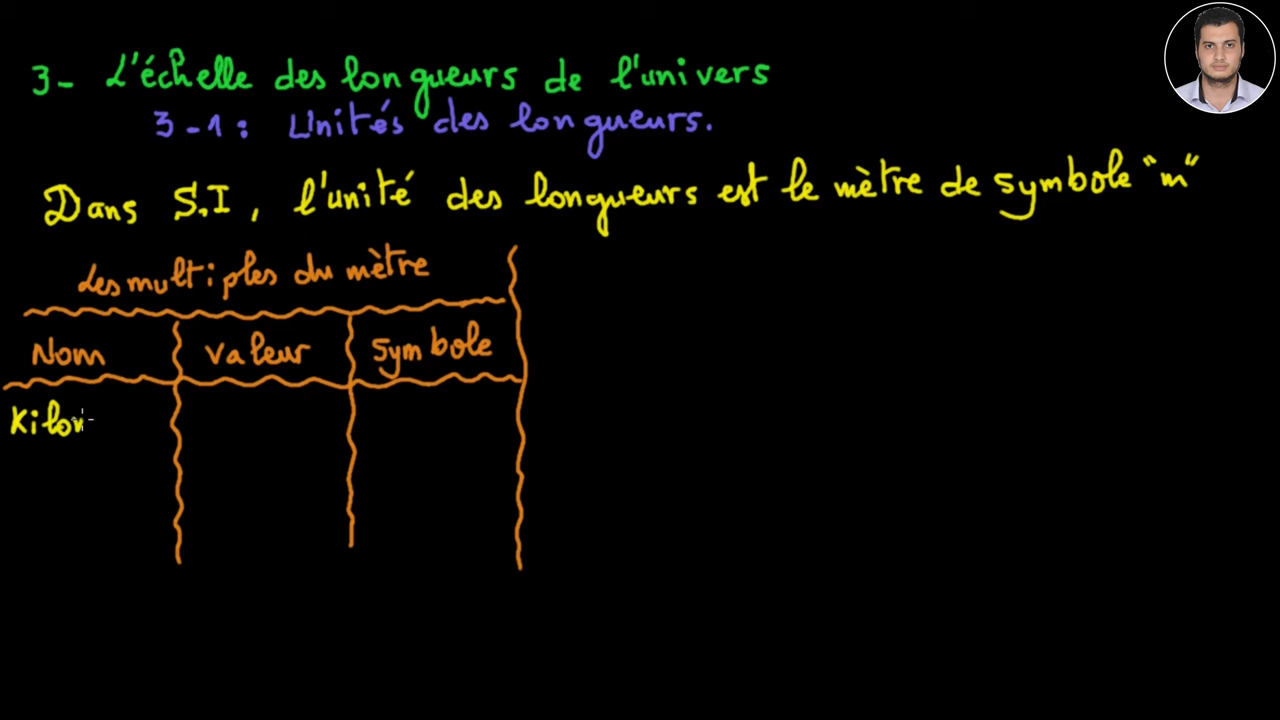 3- L'échelle des longueurs de l'univers
3-1: Unités des longueurs.
Dans S.I, l'unité des longueurs est le mètre de symbole "m"
Les multiples du mètre
Nom valeur symbole
Kilom